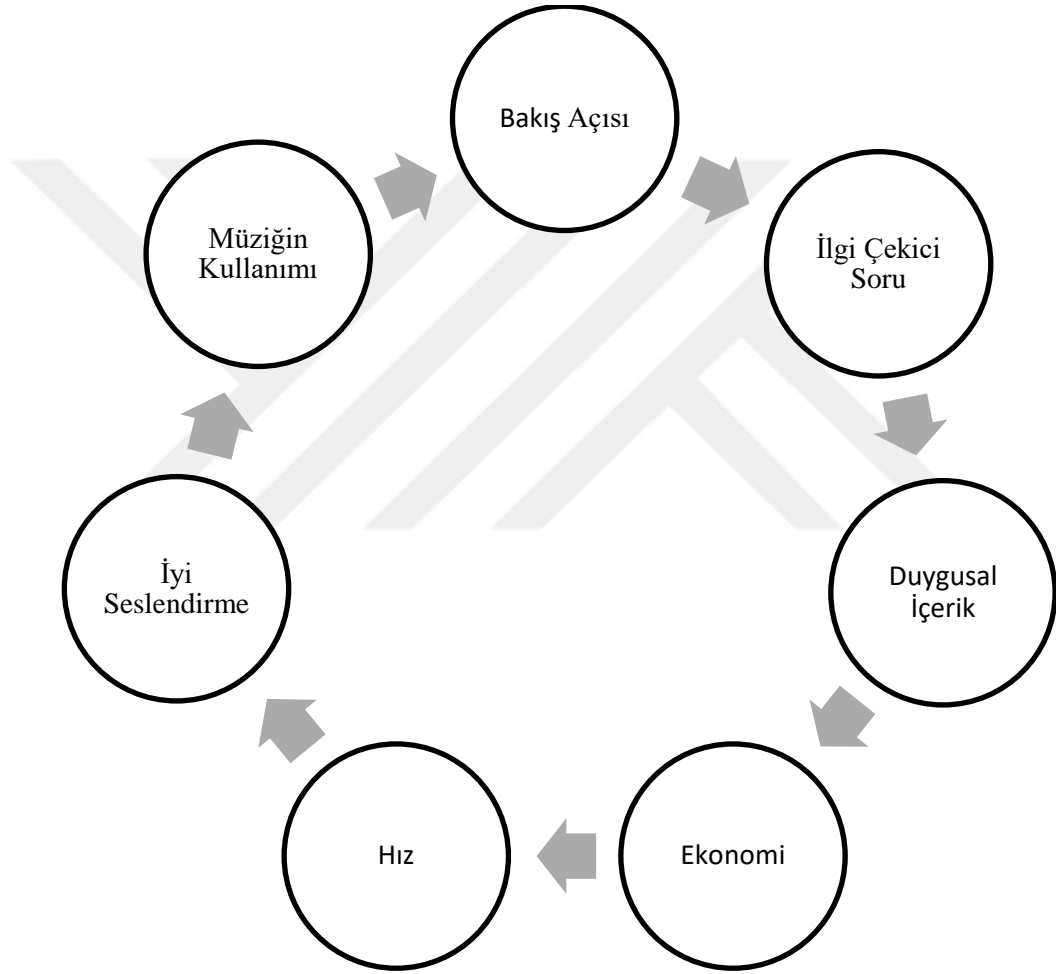 Bakış Açısı
İlgi Çekici
Soru
Duygusal
İçerik
Ekonomi
Hız
İyi
Seslendirme
Müziğin
Kullanımı